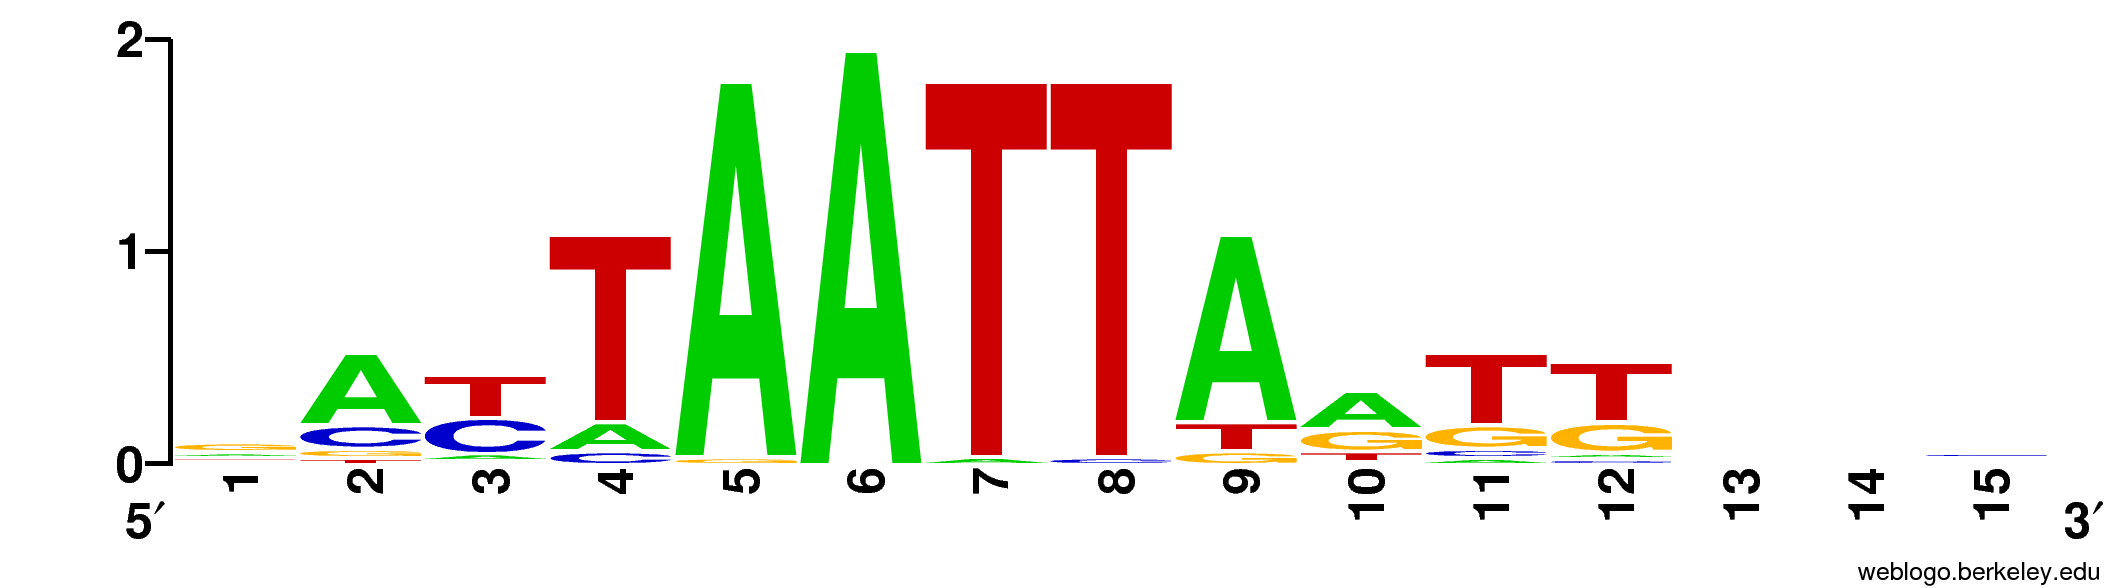 2
1
0
G
A C G T
T C A
T A C
A G
A
T A
T C
A T G
A G T
T G C A
T G A C
1 2 3 4 5 6 7 8 9 10 11 12 13 14 15
5′ 3′
weblogo.berkeley.edu